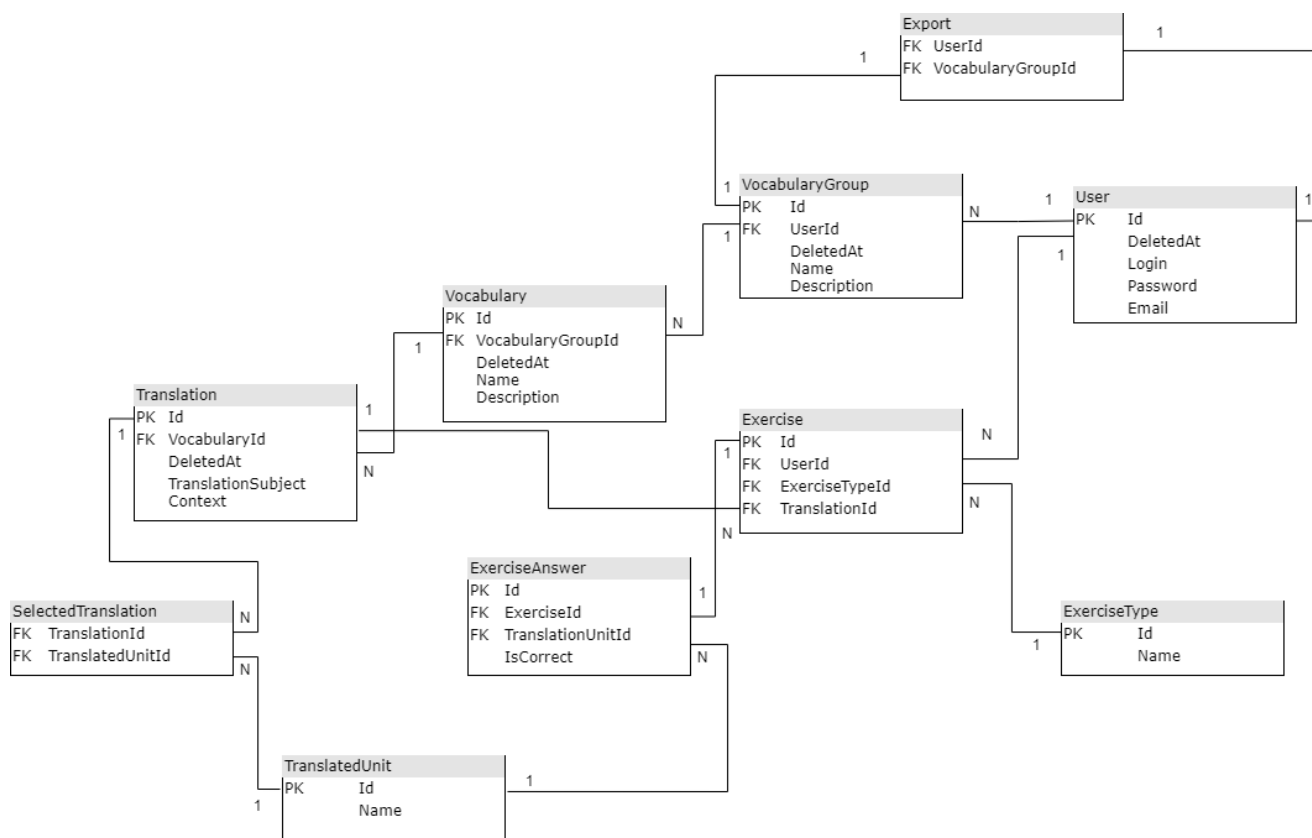 Export
FK UserId
FK VocabularyGroupId
1
1
1
VocabularyGroup
PK Id
FK UserId
DeletedAt
Name
Description
1
N
1
User
PK Id
DeletedAt
Login
Password
Email
1
1
Vocabulary
PK Id
FK VocabularyGroupId
DeletedAt
Name
Description
N
1
Translation
PK Id
FK VocabularyId
DeletedAt
TranslationSubject
Context
1
1
N
Exercise
PK Id
FK UserId
FK ExerciseTypeId
FK TranslationId
1
N
N
N
ExerciseAnswer
PK Id
FK ExerciseId
FK TranslationUnitId
IsCorrect
1
N
SelectedTranslation
FK TranslationId
FK TranslatedUnitId
N
N
ExerciseType
PK Id
Name
1
TranslatedUnit
PK Id
Name
1
1